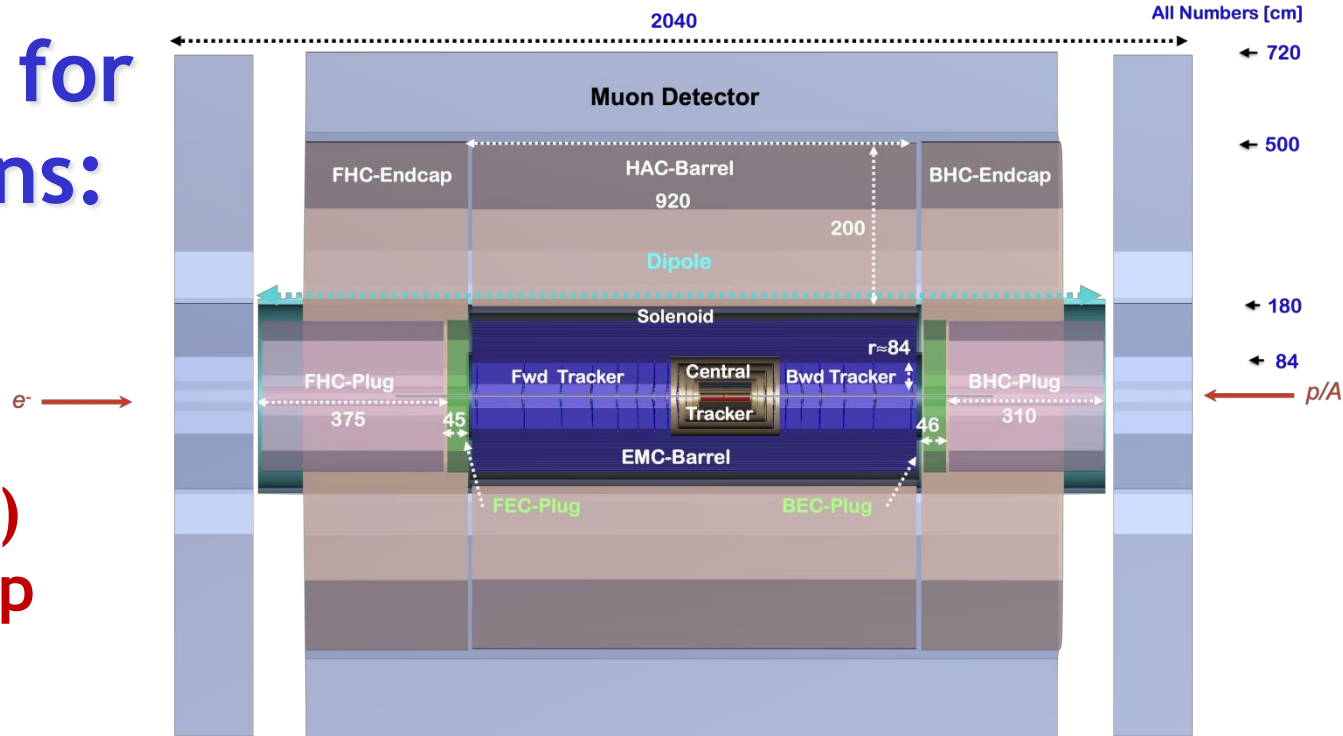 for
ns:
)
p
All Numbers [cm]
2040
720
Muon Detector
500
FHC-Endcap
HAC-Barrel
BHC-Endcap
920
200
Dipole
180
Solenoid
r≈84
84
FHC-Plug
Fwd Tracker
Central
Bwd Tracker
BHC-Plug
e-
p/A
375
45
Tracker
46
310
EMC-Barrel
FEC-Plug
BEC-Plug